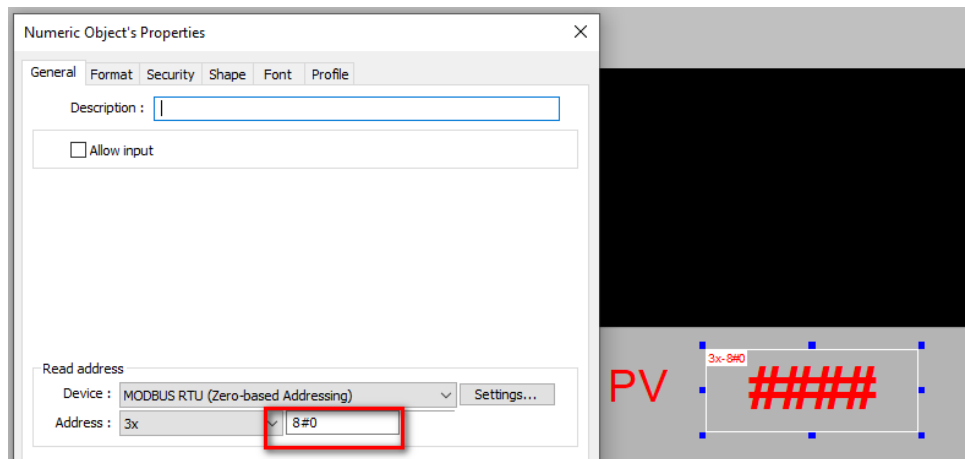 Numeric Object's Properties
General Format Security Shape Font Profile
Description :
Allow input
Read address
Device : MODBUS RTU (Zero-based Addressing) Settings...
Address : 3x 8#0
3x-8#0
PV ####